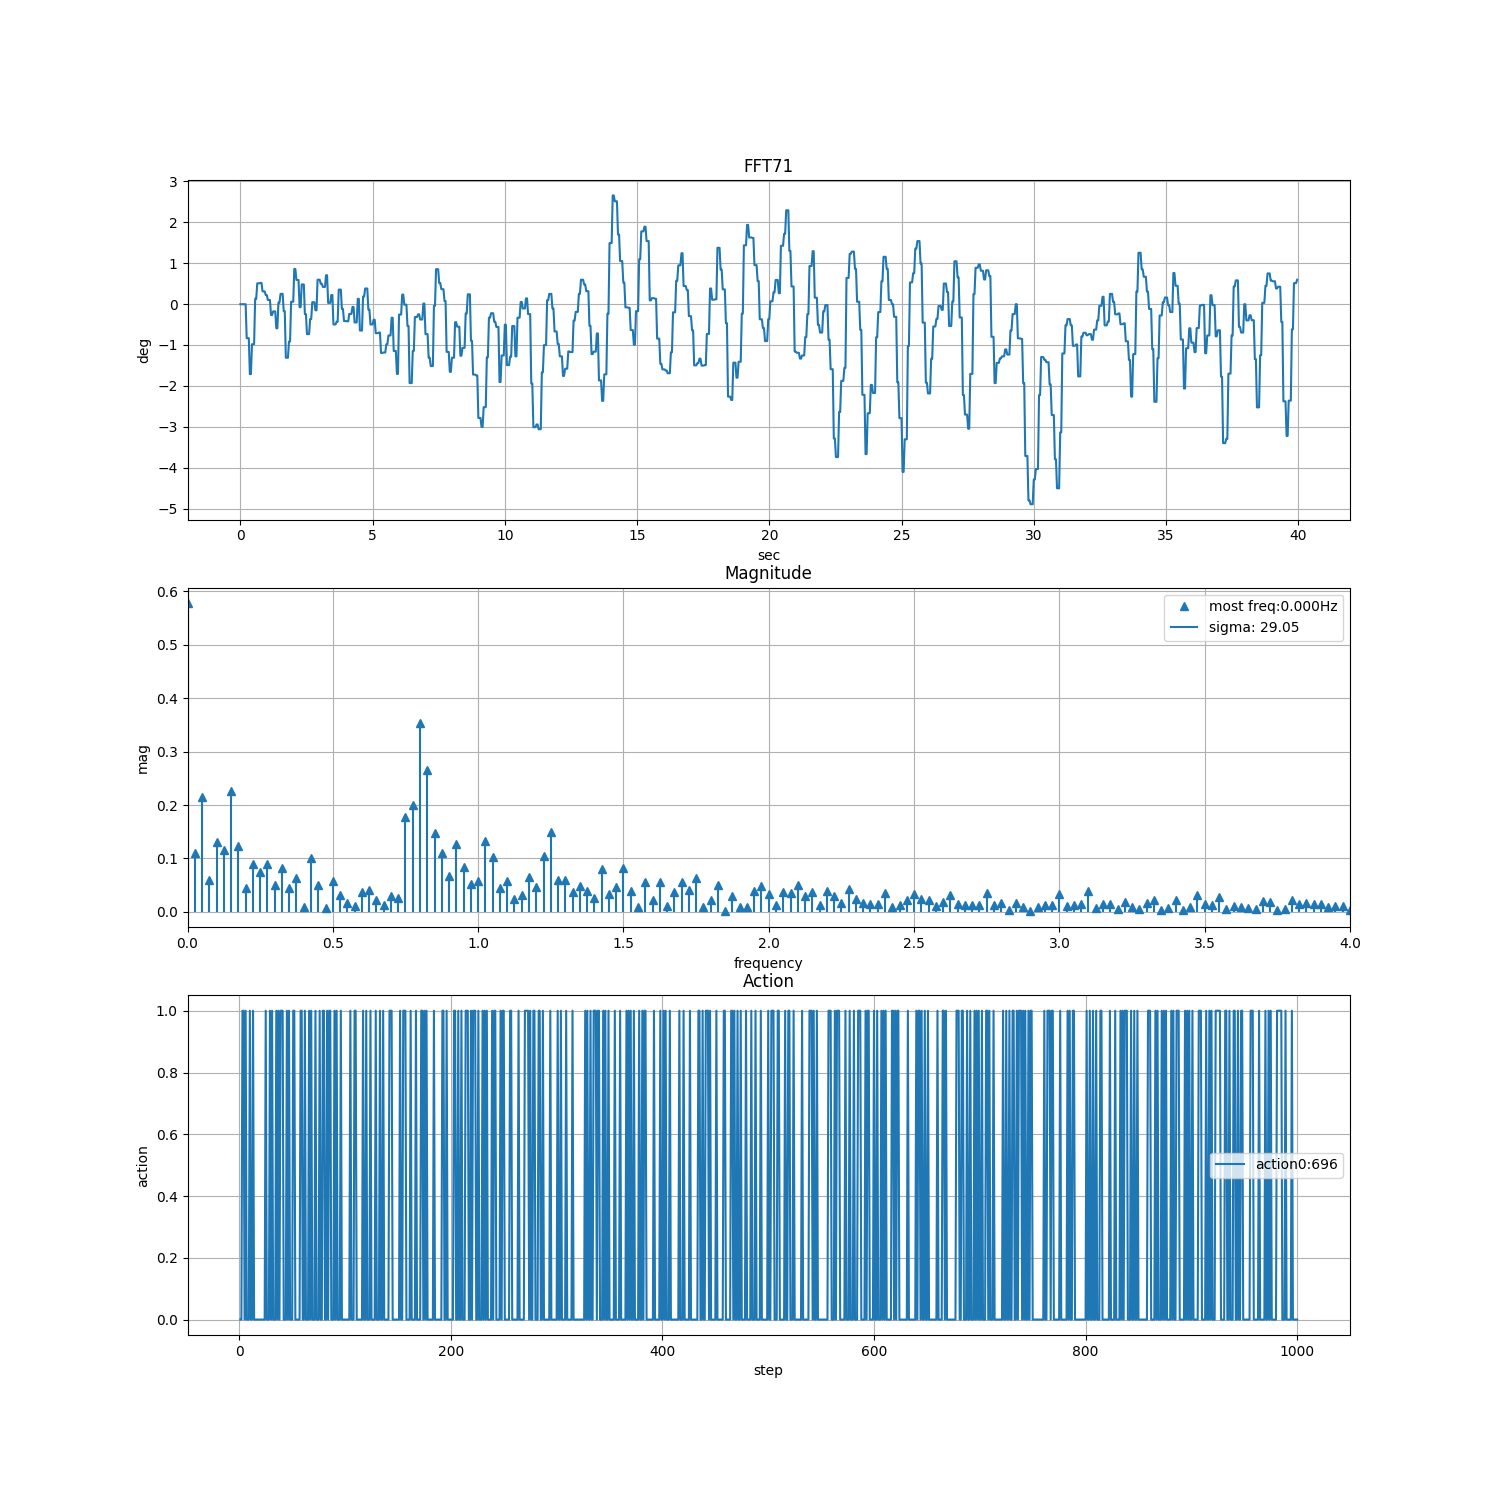 FFT71
3
2
1
0
−1
−2
−3
−4
−5
deg
0 5 10 15 20 25 30 35 40
sec
Magnitude
0.6
0.5
0.4
0.3
0.2
0.1
0.0
mag
most freq:0.000Hz
sigma: 29.05
0.0 0.5 1.0 1.5 2.0 2.5 3.0 3.5 4.0
frequency
Action
1.0
0.8
0.6
0.4
0.2
0.0
action
action0:696
0 200 400 600 800 1000
step